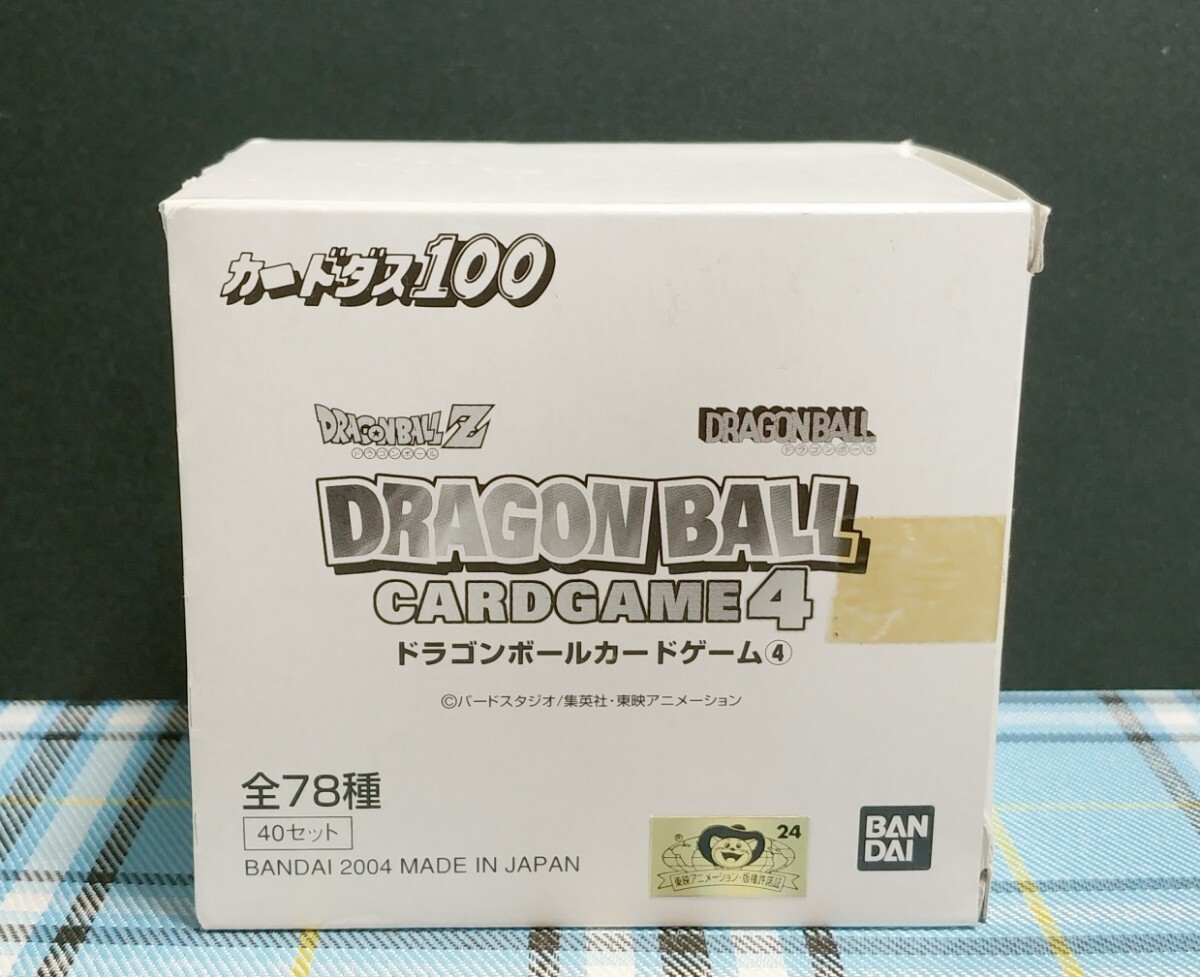 カードダス100
DRAGONBALL Z
ドラゴンボール
DRAGONBALL
ドラゴンボール
DRAGON BALL
CARDGAME 4
ドラゴンボールカードゲーム④
©バードスタジオ/集英社・東映アニメーション
全78種
40セット
BANDAI 2004 MADE IN JAPAN
24
®
東映アニメーション・版権許諾証
BAN
DAI